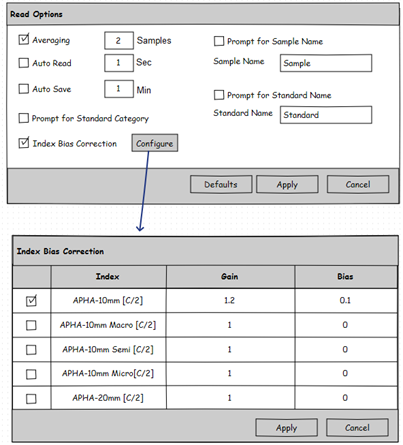 Read Options
Averaging 2 Samples
Prompt for Sample Name
Auto Read 1 Sec
Sample Name Sample
Auto Save 1 Min
Prompt for Standard Name
Standard Name Standard
Prompt for Standard Category
Index Bias Correction Configure
Defaults Apply Cancel
Index Bias Correction
Index Gain Bias
APHA-10mm [C/2] 1.2 0.1
APHA-10mm Macro [C/2] 1 0
APHA-10mm Semi [C/2] 1 0
APHA-10mm Micro[C/2] 1 0
APHA-20mm [C/2] 1 0
Apply Cancel